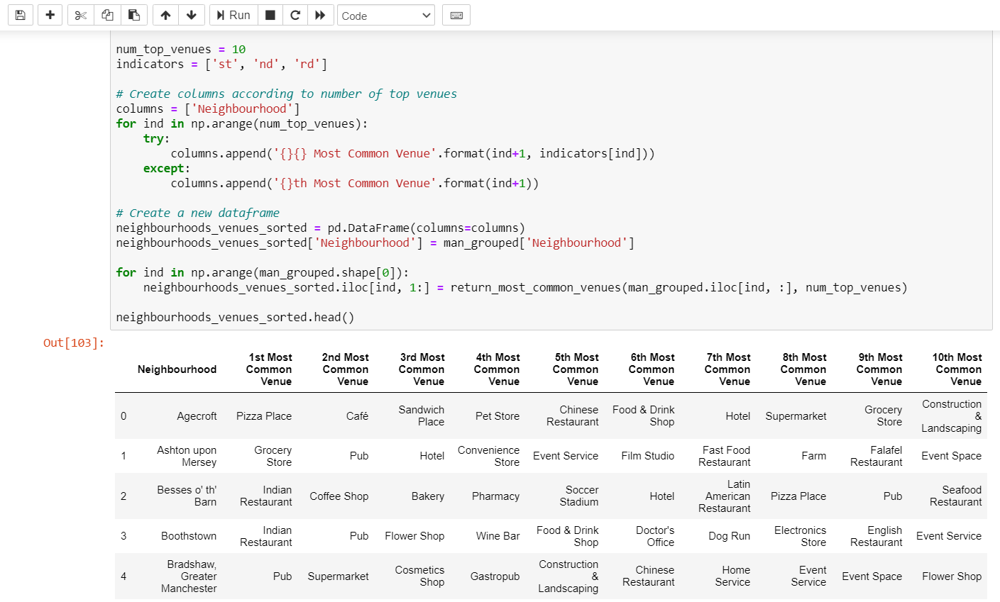 Run Code
num_top_venues = 10
indicators = ['st', 'nd', 'rd']
# Create columns according to number of top venues
columns = ['Neighbourhood']
for ind in np.arange(num_top_venues):
    try:
        columns.append('{}{} Most Common Venue'.format(ind+1, indicators[ind]))
    except:
        columns.append('{}th Most Common Venue'.format(ind+1))
# Create a new dataframe
neighbourhoods_venues_sorted = pd.DataFrame(columns=columns)
neighbourhoods_venues_sorted['Neighbourhood'] = man_grouped['Neighbourhood']
for ind in np.arange(man_grouped.shape[0]):
    neighbourhoods_venues_sorted.iloc[ind, 1:] = return_most_common_venues(man_grouped.iloc[ind, :], num_top_venues)
neighbourhoods_venues_sorted.head()
Out[103]:
Neighbourhood 1st Most Common Venue 2nd Most Common Venue 3rd Most Common Venue 4th Most Common Venue 5th Most Common Venue 6th Most Common Venue 7th Most Common Venue 8th Most Common Venue 9th Most Common Venue 10th Most Common Venue
0 Agecroft Pizza Place Café Sandwich Place Pet Store Chinese Restaurant Food & Drink Shop Hotel Supermarket Grocery Store Construction & Landscaping
1 Ashton upon Mersey Grocery Store Pub Hotel Convenience Store Event Service Film Studio Fast Food Restaurant Farm Falafel Restaurant Event Space
2 Besses o' th' Barn Indian Restaurant Coffee Shop Bakery Pharmacy Soccer Stadium Hotel Latin American Restaurant Pizza Place Pub Seafood Restaurant
3 Boothstown Indian Restaurant Pub Flower Shop Wine Bar Food & Drink Shop Doctor's Office Dog Run Electronics Store English Restaurant Event Service
4 Bradshaw, Greater Manchester Pub Supermarket Cosmetics Shop Gastropub Construction & Landscaping Chinese Restaurant Home Service Event Service Event Space Flower Shop